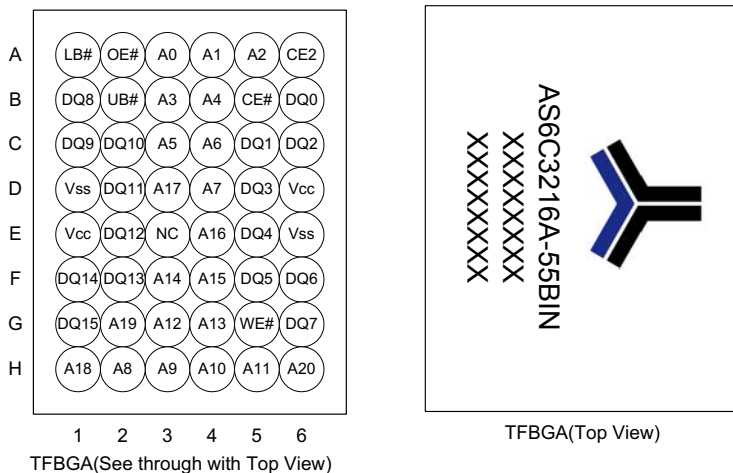 A LB# OE# A0 A1 A2 CE2
B DQ8 UB# A3 A4 CE# DQ0
C DQ9 DQ10 A5 A6 DQ1 DQ2
D Vss DQ11 A17 A7 DQ3 Vcc
E Vcc DQ12 NC A16 DQ4 Vss
F DQ14 DQ13 A14 A15 DQ5 DQ6
G DQ15 A19 A12 A13 WE# DQ7
H A18 A8 A9 A10 A11 A20
1 2 3 4 5 6
TFBGA(See through with Top View)
AS6C3216A-55BIN
XXXXXXXX
XXXXXXXX
TFBGA(Top View)